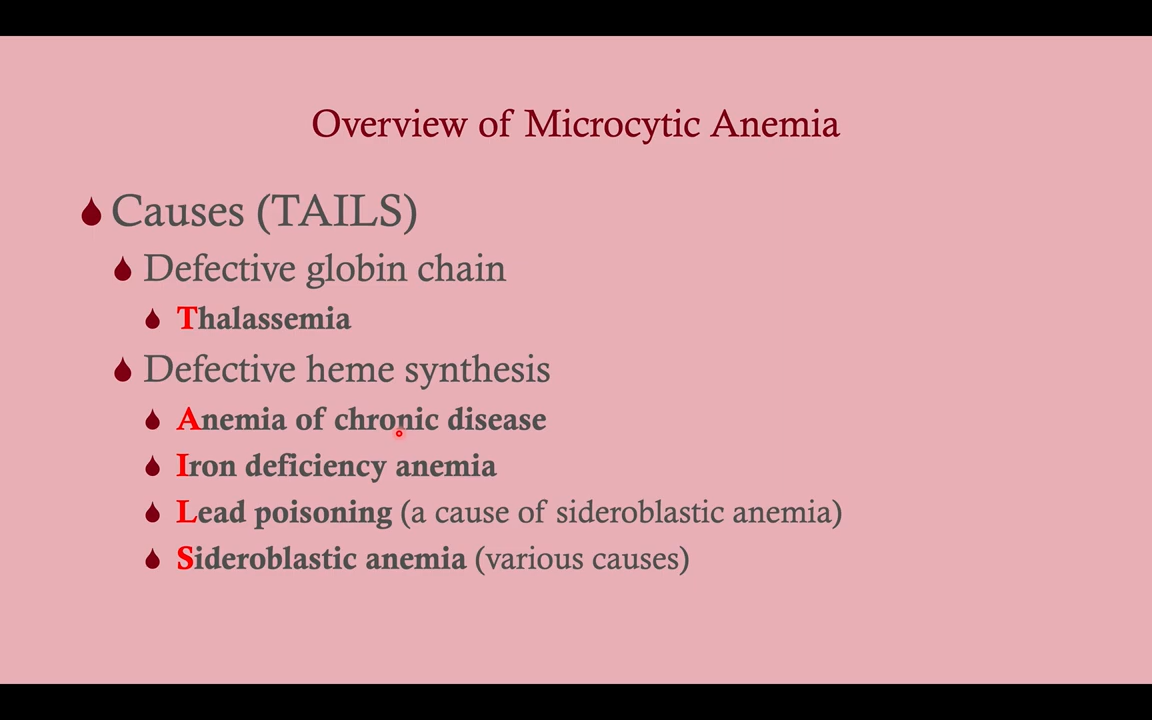 Overview of Microcytic Anemia
Causes (TAILS)
Defective globin chain
Thalassemia
Defective heme synthesis
Anemia of chronic disease
Iron deficiency anemia
Lead poisoning (a cause of sideroblastic anemia)
Sideroblastic anemia (various causes)